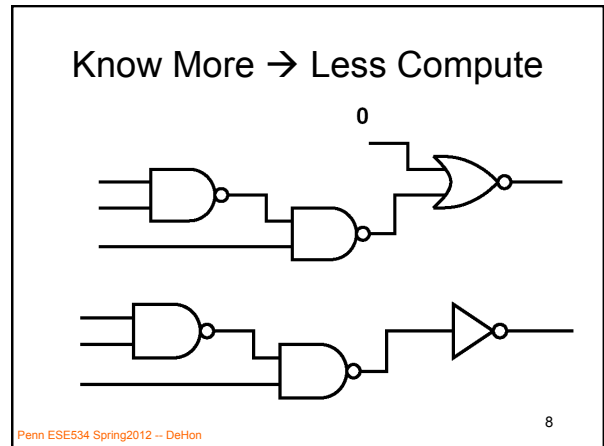 Know More → Less Compute
0
Penn ESE534 Spring2012 -- DeHon
8